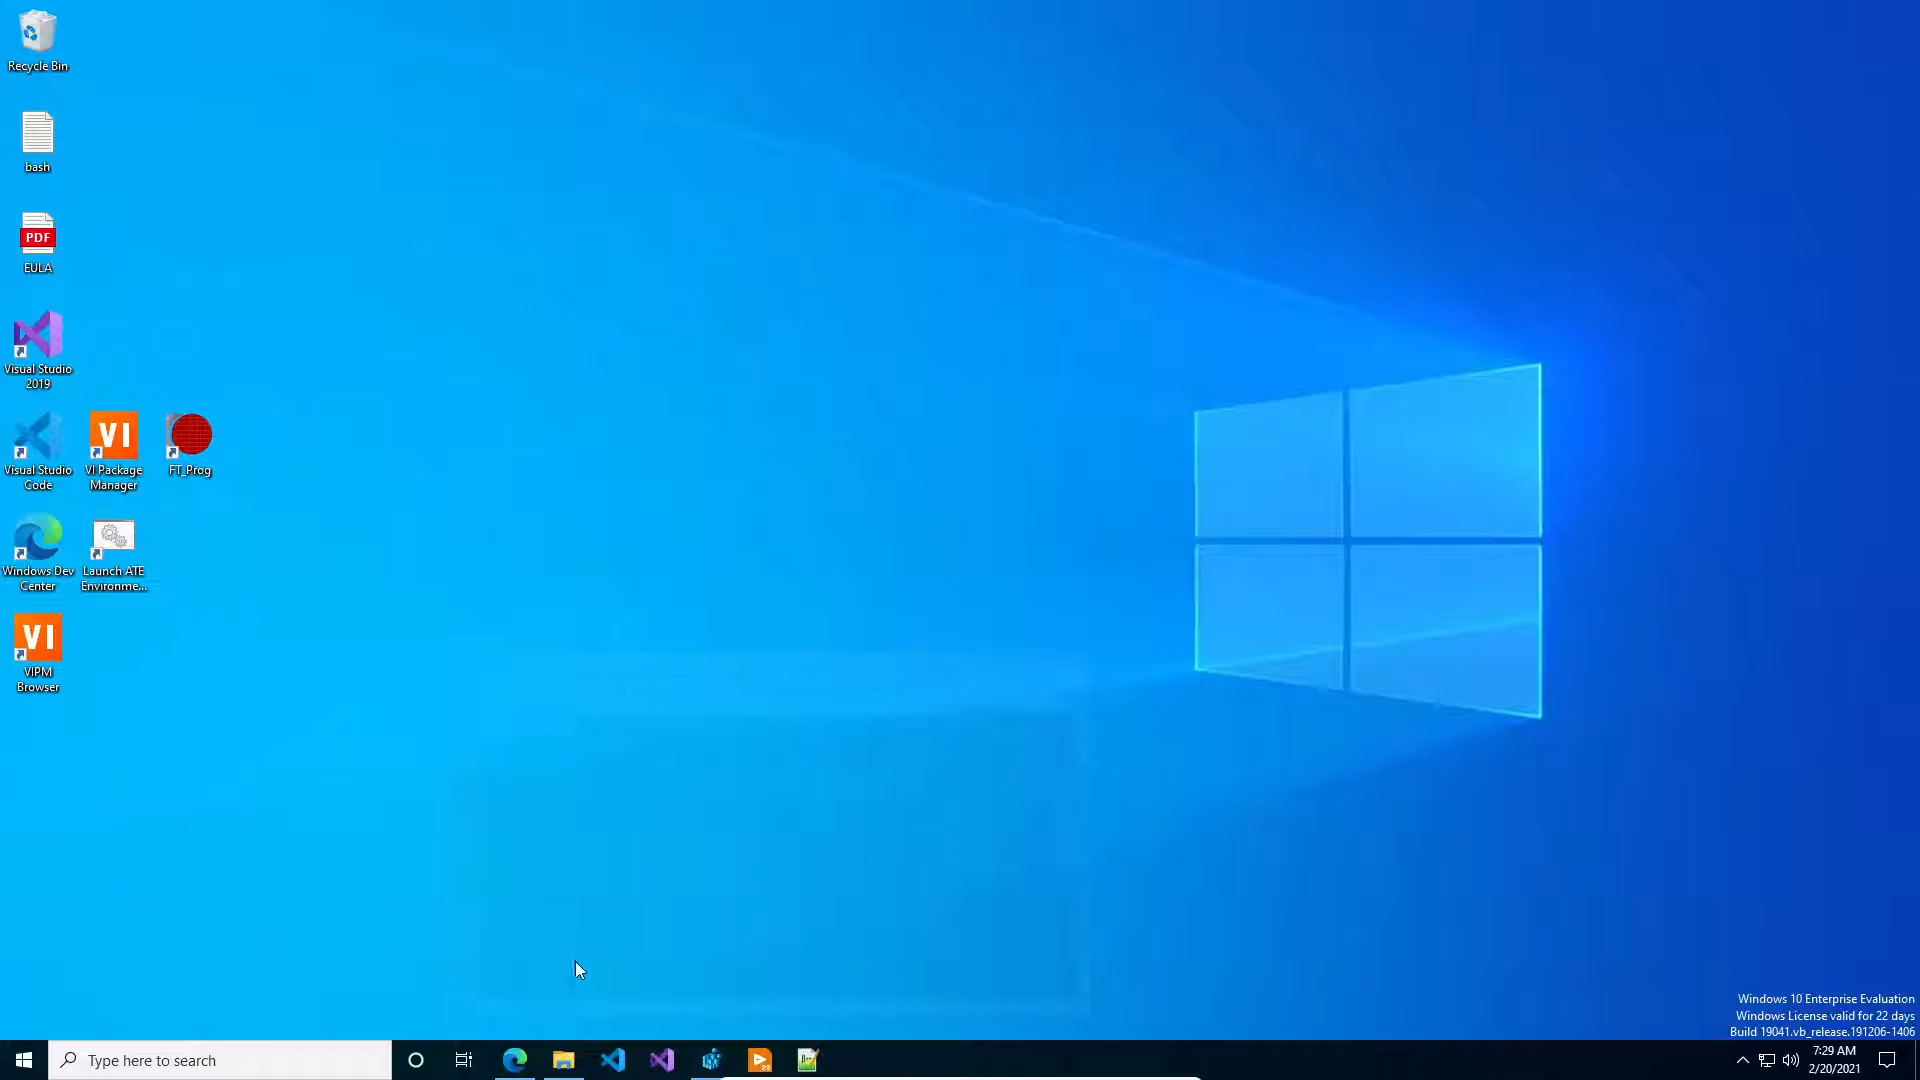 Recycle Bin
bash
PDF
EULA
Visual Studio
2019
Visual Studio
Code
VI
VI Package
Manager
FT_Prog
Windows Dev
Center
Launch ATE
Environme...
VI
VIPM
Browser
Windows 10 Enterprise Evaluation
Windows License valid for 22 days
Build 19041.vb_release.191206-1406
Type here to search
7:29 AM
2/20/2021